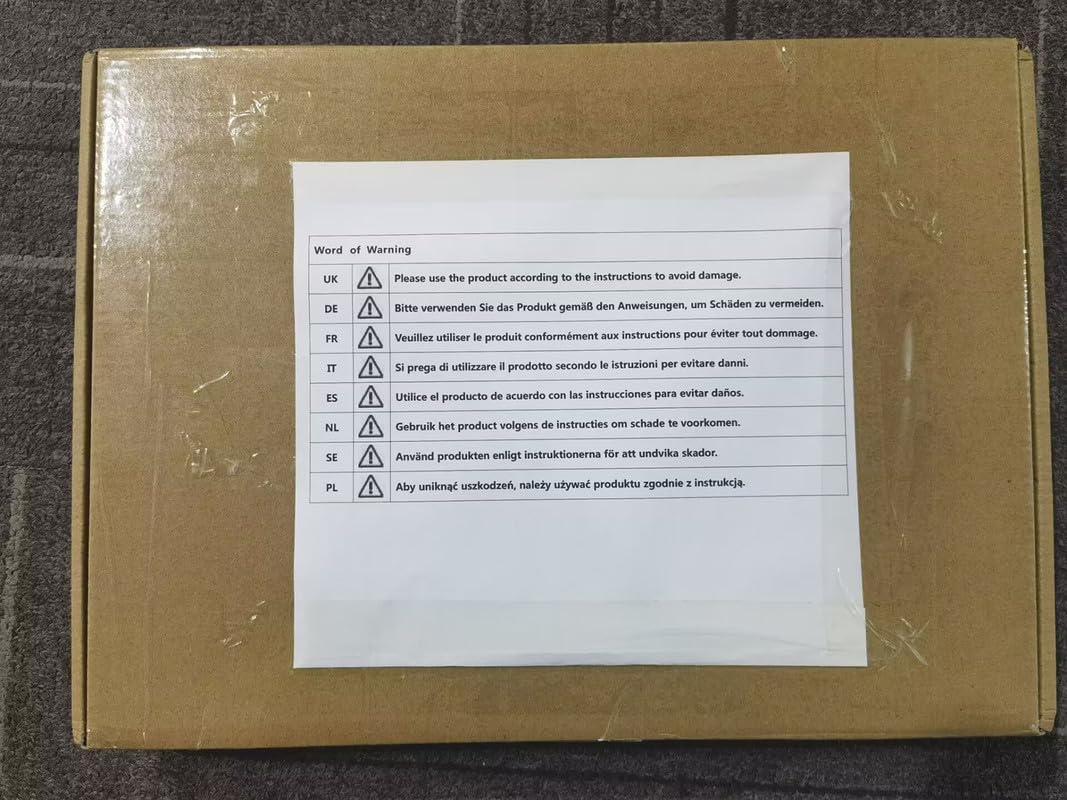 Word of Warning
UK Please use the product according to the instructions to avoid damage.
DE Bitte verwenden Sie das Produkt gemäß den Anweisungen, um Schäden zu vermeiden.
FR Veuillez utiliser le produit conformément aux instructions pour éviter tout dommage.
IT Si prega di utilizzare il prodotto secondo le istruzioni per evitare danni.
ES Utilice el producto de acuerdo con las instrucciones para evitar daños.
NL Gebruik het product volgens de instructies om schade te voorkomen.
SE Använd produkten enligt instruktionerna för att undvika skador.
PL Aby uniknąć uszkodzeń, należy używać produktu zgodnie z instrukcją.